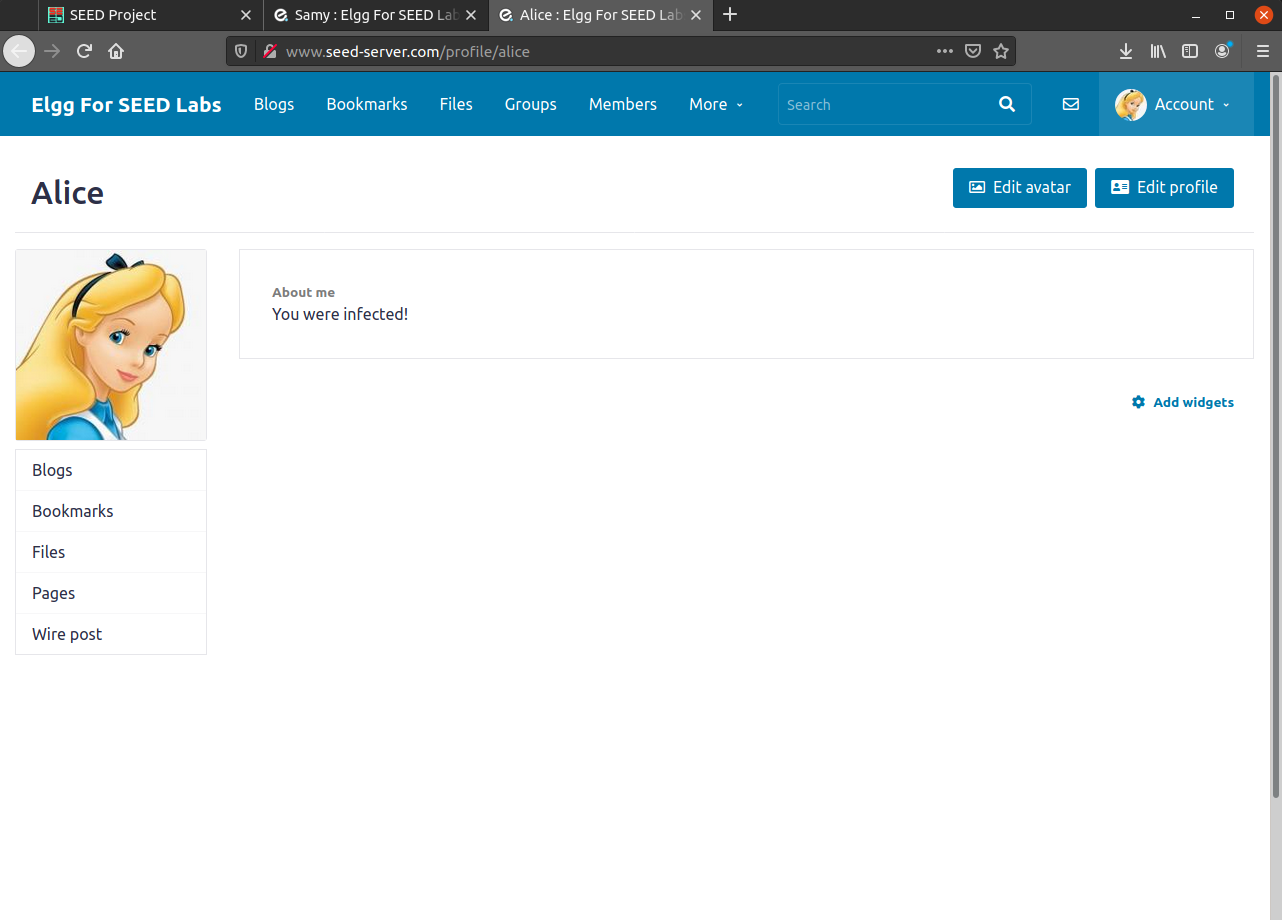 SEED Project
Samy : Elgg For SEED Lab
Alice : Elgg For SEED Lab
www.seed-server.com/profile/alice
Elgg For SEED Labs Blogs Bookmarks Files Groups Members More Search Account
Alice
Edit avatar Edit profile
About me
You were infected!
Add widgets
Blogs
Bookmarks
Files
Pages
Wire post